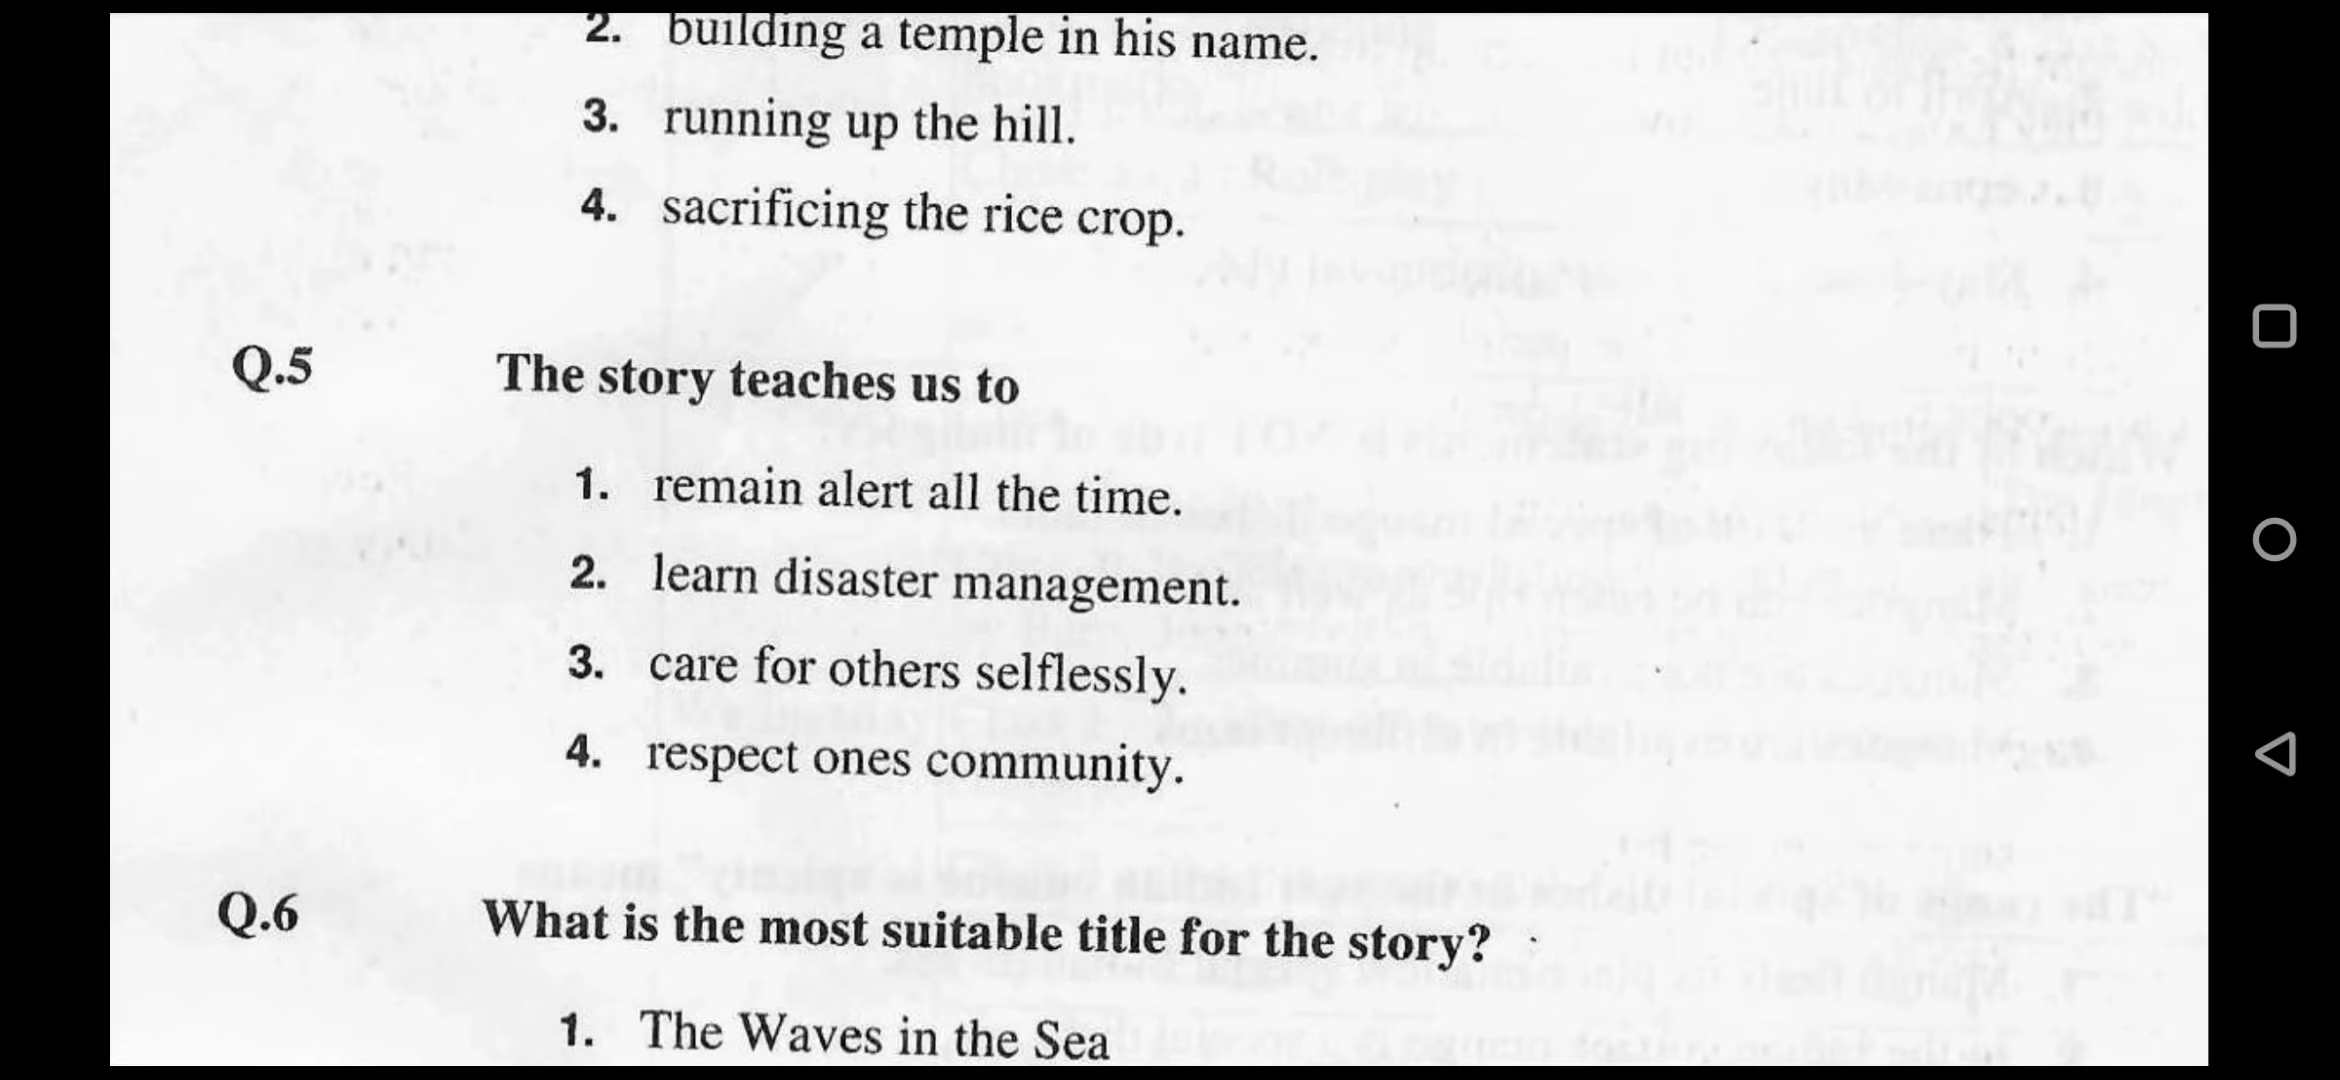 2. building a temple in his name.
3. running up the hill.
4. sacrificing the rice crop.
Q.5 The story teaches us to
1. remain alert all the time.
2. learn disaster management.
3. care for others selflessly.
4. respect ones community.
Q.6 What is the most suitable title for the story?
1. The Waves in the Sea